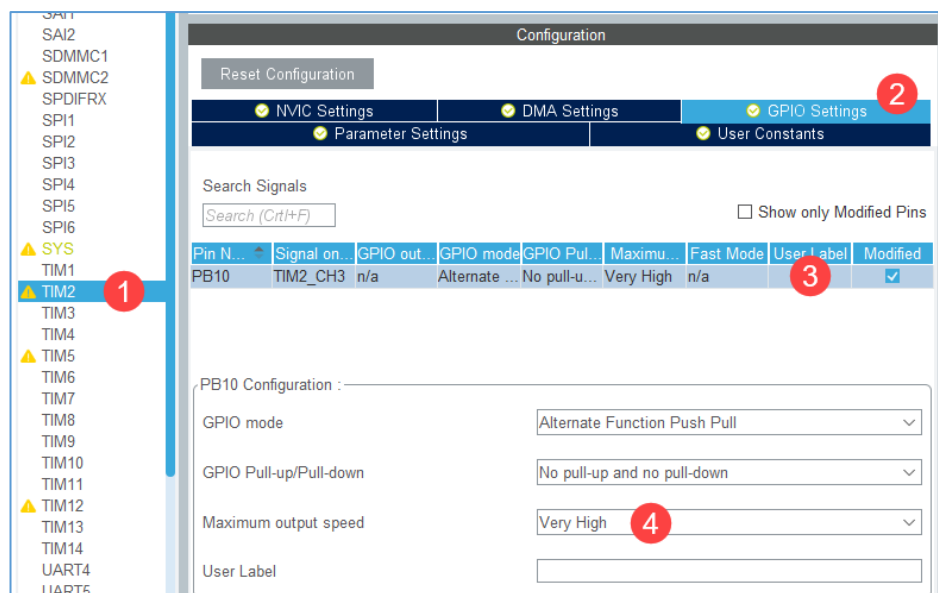 SAI1
SAI2
SDMMC1
SDMMC2
SPDIFRX
SPI1
SPI2
SPI3
SPI4
SPI5
SPI6
SYS
TIM1
TIM2
TIM3
TIM4
TIM5
TIM6
TIM7
TIM8
TIM9
TIM10
TIM11
TIM12
TIM13
TIM14
UART4
UART5
1
Configuration
Reset Configuration
2
NVIC Settings DMA Settings GPIO Settings
Parameter Settings User Constants
Search Signals
Search (Crtl+F) Show only Modified Pins
Pin N... Signal on... GPIO out... GPIO mode GPIO Pul... Maximu... Fast Mode User Label Modified
PB10 TIM2_CH3 n/a Alternate ... No pull-u... Very High n/a
3
PB10 Configuration :
GPIO mode Alternate Function Push Pull
GPIO Pull-up/Pull-down No pull-up and no pull-down
Maximum output speed Very High 4
User Label